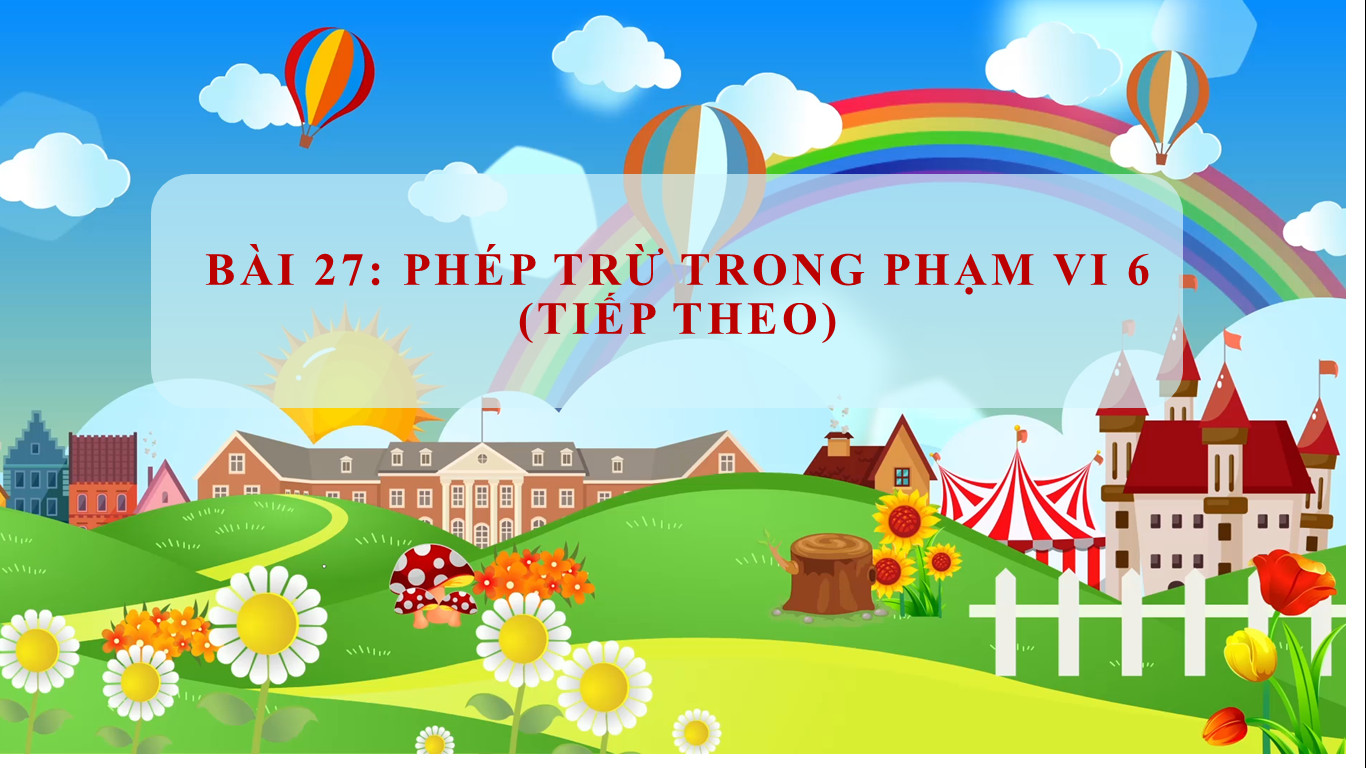 BÀI 27: PHÉP TRỪ TRONG PHẠM VI 6
(TIẾP THEO)